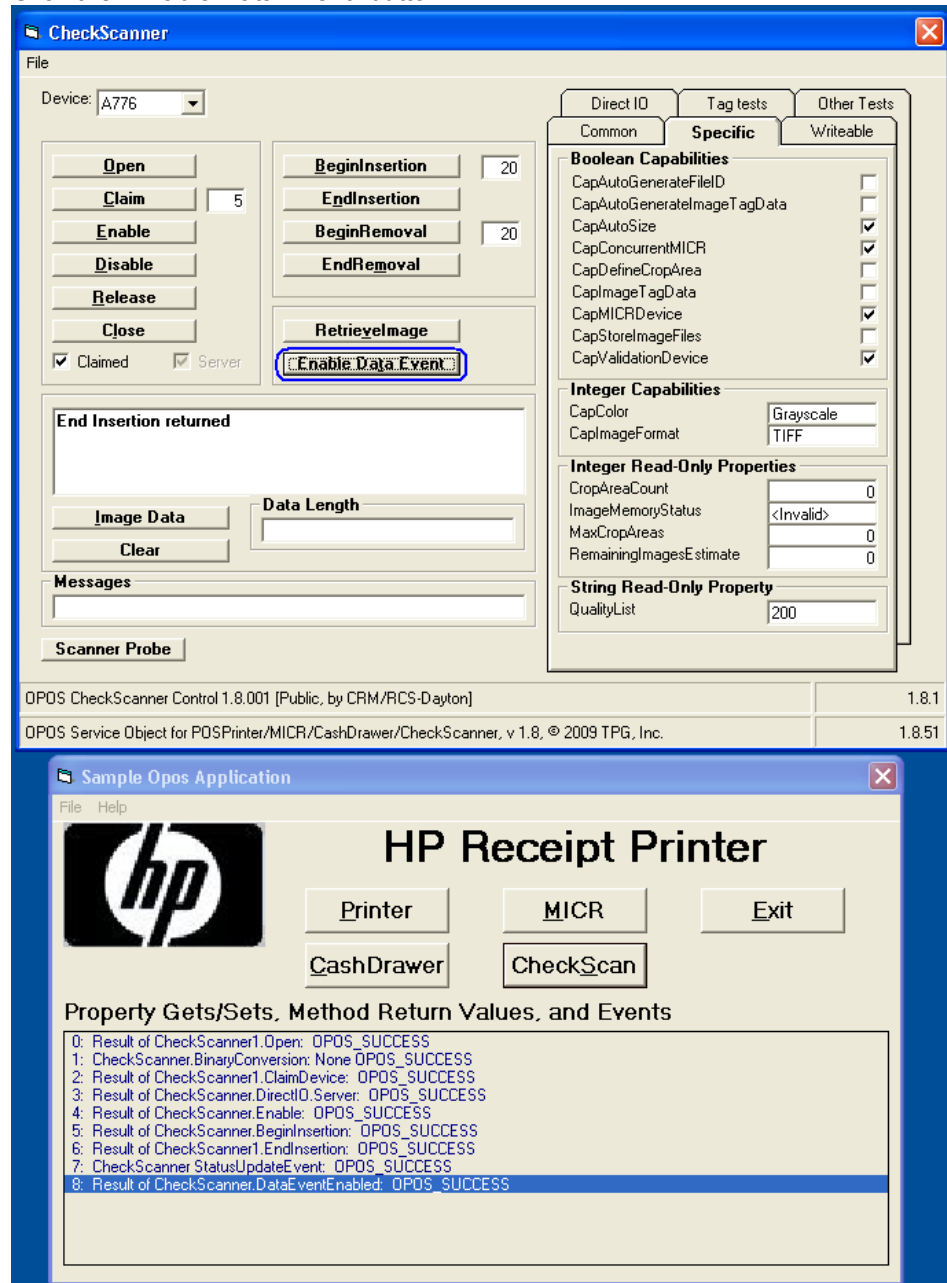 CheckScanner
File
Device: A776
Open
Claim 5
Enable
Disable
Release
Close
Claimed Server
BeginInsertion 20
EndInsertion
BeginRemoval 20
EndRemoval
RetrieveImage
Enable Data Event
End Insertion returned
Image Data
Clear
Data Length
Messages
Scanner Probe
Direct IO Tag tests Other Tests
Common Specific Writeable
Boolean Capabilities
CapAutoGenerateFileID
CapAutoGenerateImageTagData
CapAutoSize
CapConcurrentMICR
CapDefineCropArea
CapImageTagData
CapMICRDevice
CapStoreImageFiles
CapValidationDevice
Integer Capabilities
CapColor Grayscale
CapImageFormat TIFF
Integer Read-Only Properties
CropAreaCount 0
ImageMemoryStatus <Invalid>
MaxCropAreas 0
RemainingImagesEstimate 0
String Read-Only Property
QualityList 200
OPOS CheckScanner Control 1.8.001 [Public, by CRM/RCS-Dayton] 1.8.1
OPOS Service Object for POSPrinter/MICR/CashDrawer/CheckScanner, v 1.8, © 2009 TPG, Inc. 1.8.51
Sample Opos Application
File Help
hp
HP Receipt Printer
Printer MICR Exit
CashDrawer CheckScan
Property Gets/Sets, Method Return Values, and Events
0: Result of CheckScanner1.Open: OPOS_SUCCESS
1: CheckScanner.BinaryConversion: None OPOS_SUCCESS
2: Result of CheckScanner1.ClaimDevice: OPOS_SUCCESS
3: Result of CheckScanner.DirectIO.Server: OPOS_SUCCESS
4: Result of CheckScanner.Enable: OPOS_SUCCESS
5: Result of CheckScanner.BeginInsertion: OPOS_SUCCESS
6: Result of CheckScanner1.EndInsertion: OPOS_SUCCESS
7: CheckScanner StatusUpdateEvent: OPOS_SUCCESS
8: Result of CheckScanner.DataEventEnabled: OPOS_SUCCESS